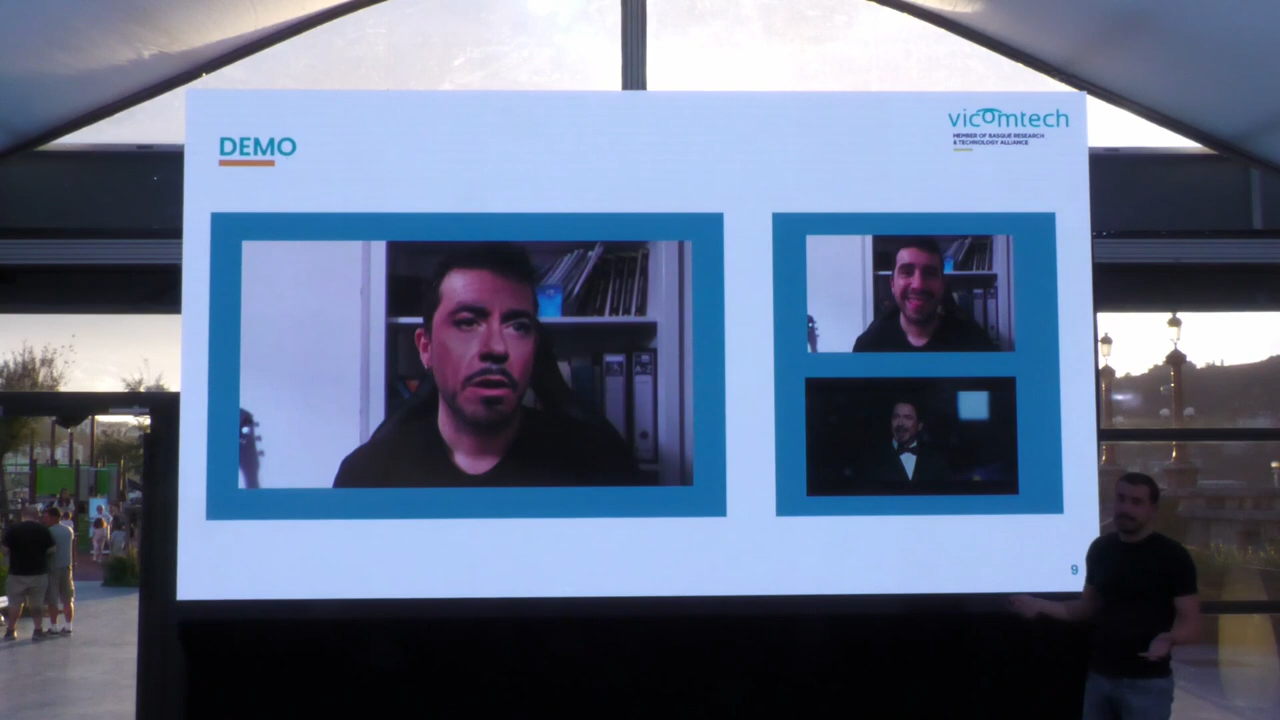 DEMO
vicomtech
MEMBER OF BASQUE RESEARCH
& TECHNOLOGY ALLIANCE
A-Z
9